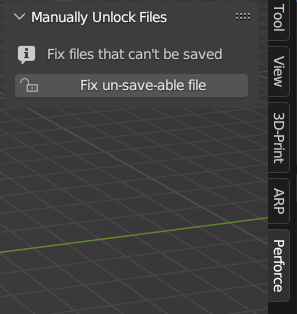 Manually Unlock Files
Fix files that can't be saved
Fix un-save-able file
Tool
View
3D-Print
ARP
Perforce